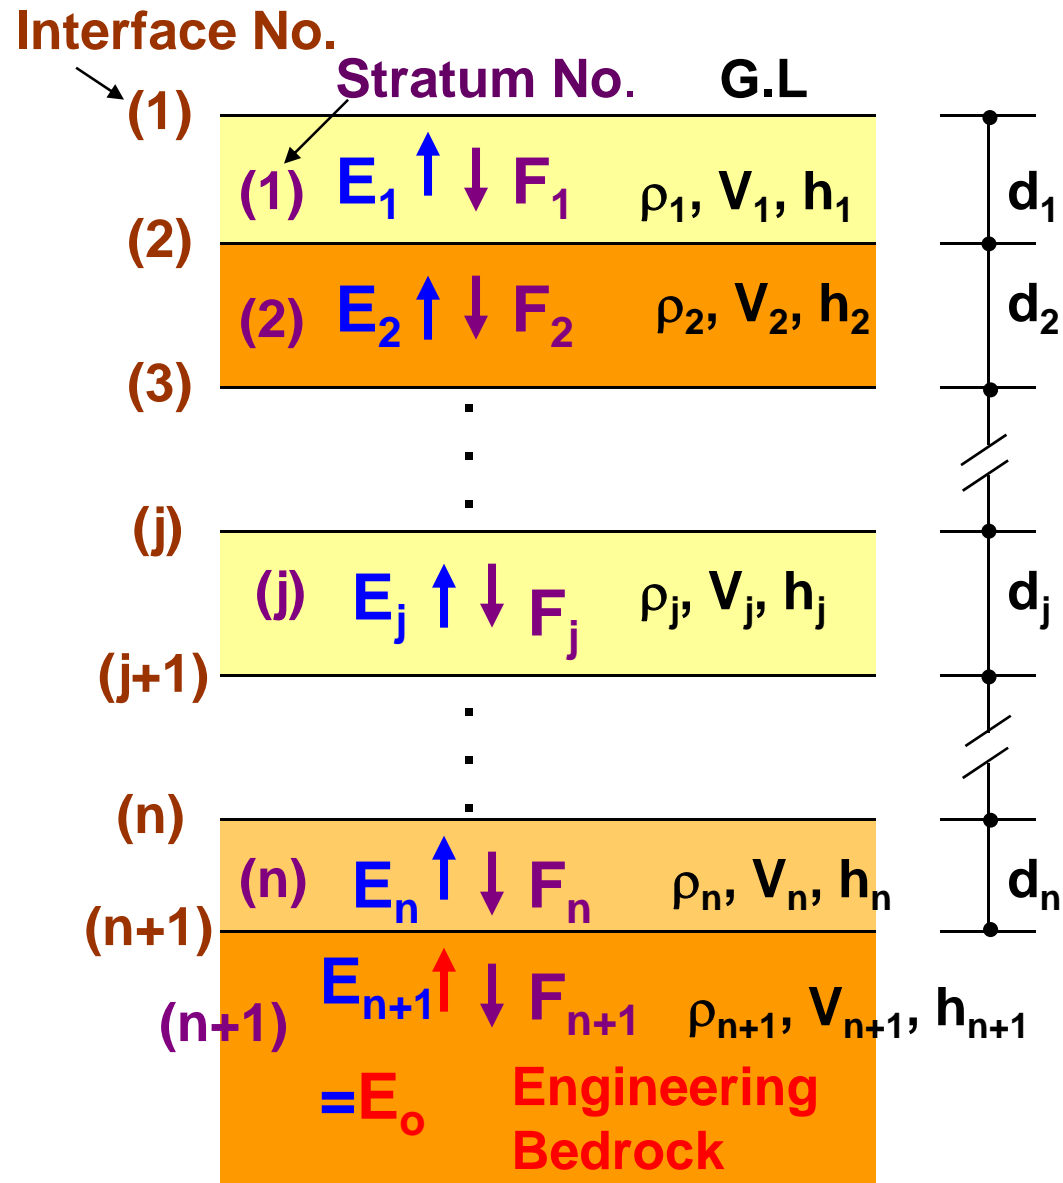 Interface No.
Stratum No. G.L
(1)
(1) E₁ F₁ ρ₁, V₁, h₁ d₁
(2)
(2) E₂ F₂ ρ₂, V₂, h₂ d₂
(3)
(j)
(j) Eⱼ Fⱼ ρⱼ, Vⱼ, hⱼ dⱼ
(j+1)
(n)
(n) Eₙ Fₙ ρₙ, Vₙ, hₙ dₙ
(n+1)
(n+1) Eₙ₊₁ Fₙ₊₁ ρₙ₊₁, Vₙ₊₁, hₙ₊₁
=Eₒ Engineering
Bedrock